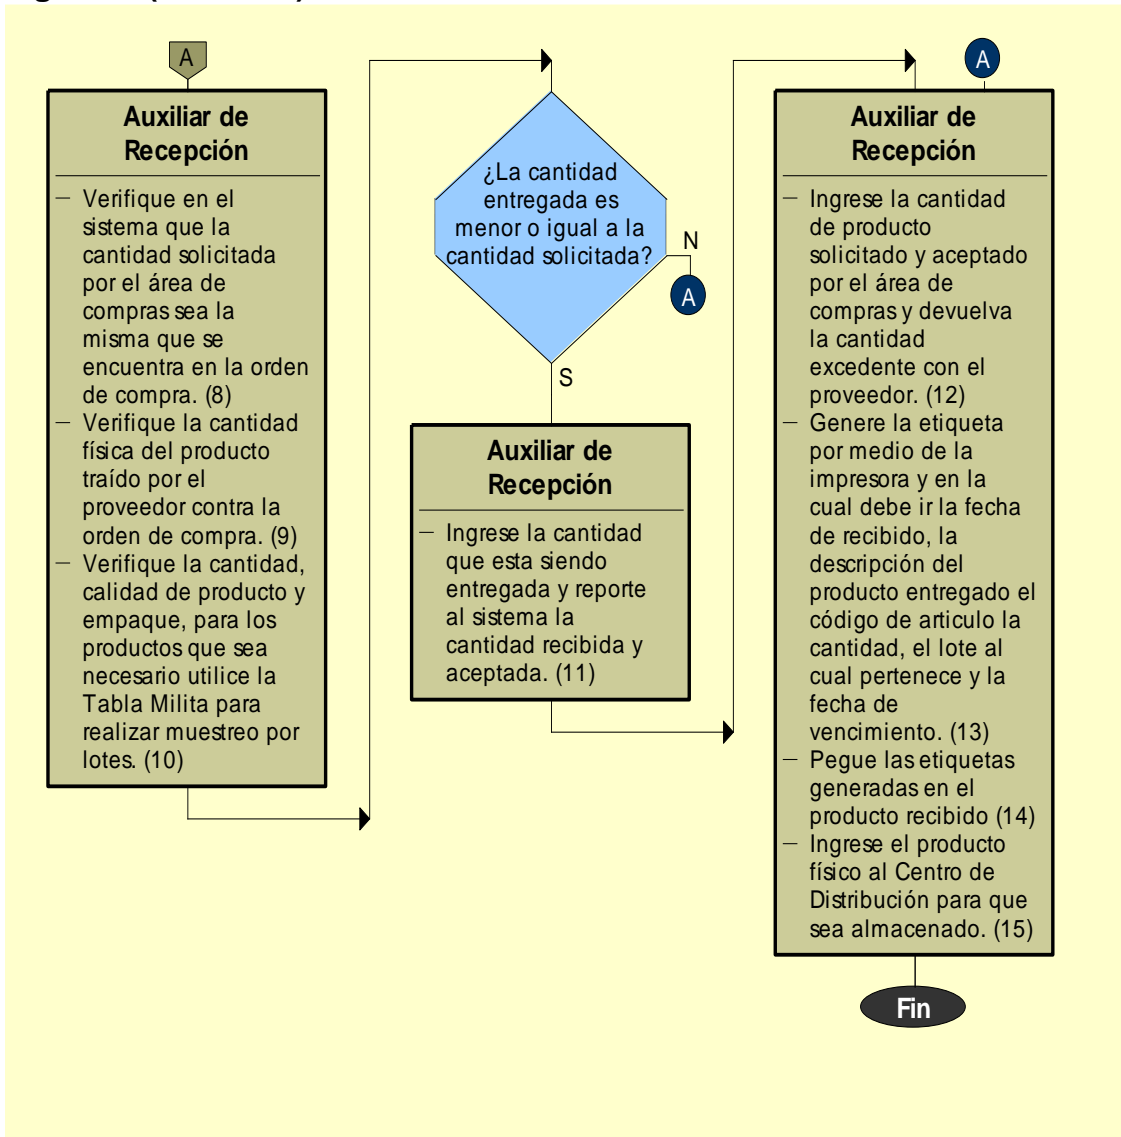 A
Auxiliar de
Recepción
– Verifique en el
sistema que la
cantidad solicitada
por el área de
compras sea la
misma que se
encuentra en la orden
de compra. (8)
– Verifique la cantidad
física del producto
traído por el
proveedor contra la
orden de compra. (9)
– Verifique la cantidad,
calidad de producto y
empaque, para los
productos que sea
necesario utilice la
Tabla Milita para
realizar muestreo por
lotes. (10)
¿La cantidad
entregada es
menor o igual a la
cantidad solicitada?
N
A
S
Auxiliar de
Recepción
– Ingrese la cantidad
que esta siendo
entregada y reporte
al sistema la
cantidad recibida y
aceptada. (11)
A
Auxiliar de
Recepción
– Ingrese la cantidad
de producto
solicitado y aceptado
por el área de
compras y devuelva
la cantidad
excedente con el
proveedor. (12)
– Genere la etiqueta
por medio de la
impresora y en la
cual debe ir la fecha
de recibido, la
descripción del
producto entregado el
código de articulo la
cantidad, el lote al
cual pertenece y la
fecha de
vencimiento. (13)
– Pegue las etiquetas
generadas en el
producto recibido (14)
– Ingrese el producto
físico al Centro de
Distribución para que
sea almacenado. (15)
Fin